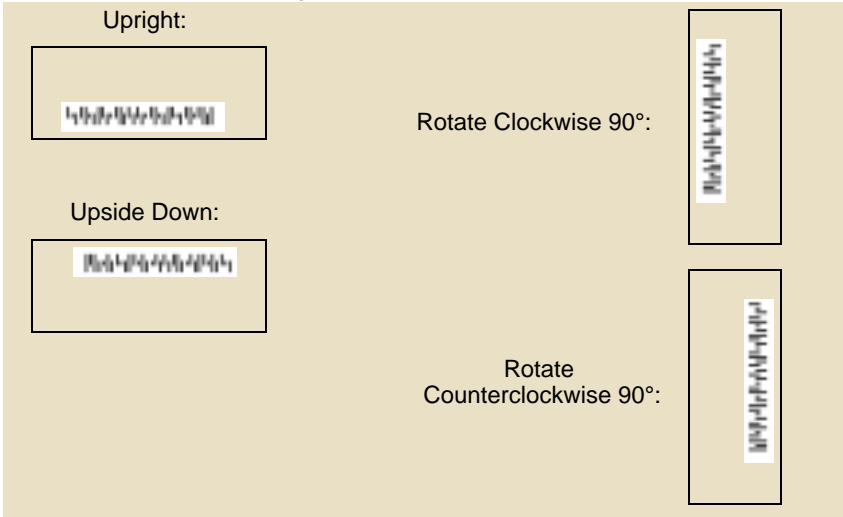 Upright:
Rotate Clockwise 90°:
Upside Down:
Rotate
Counterclockwise 90°: